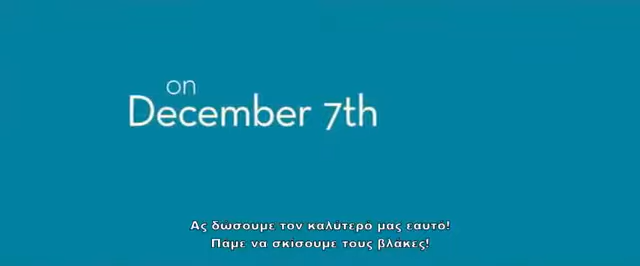 on
December 7th
Ας δώσουμε τον καλύτερό μας εαυτό!
Πάμε να σκίσουμε τους βλάκες!